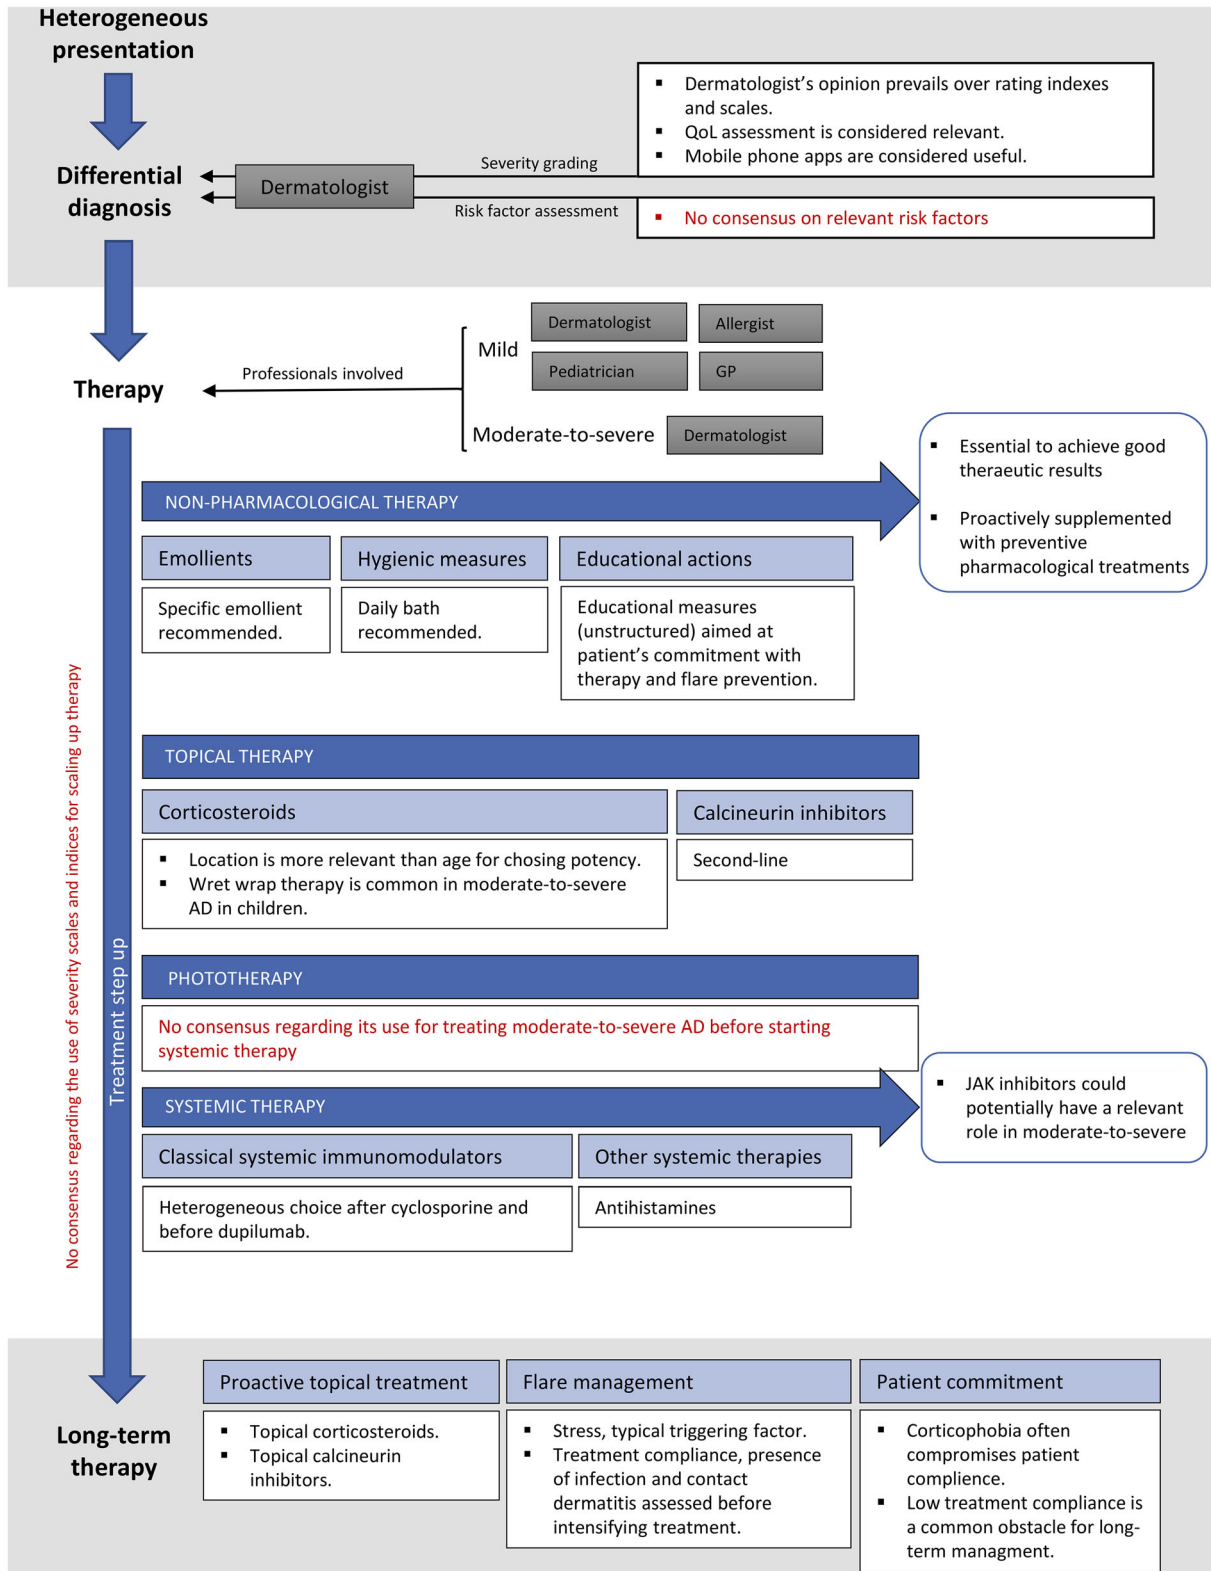 Heterogeneous
presentation
▪ Dermatologist's opinion prevails over rating indexes
and scales.
▪ QoL assessment is considered relevant.
▪ Mobile phone apps are considered useful.
Differential
diagnosis
Dermatologist
Severity grading
Risk factor assessment
▪ No consensus on relevant risk factors
Therapy
Professionals involved
Mild
Dermatologist
Allergist
Pediatrician
GP
Moderate-to-severe
Dermatologist
NON-PHARMACOLOGICAL THERAPY
▪ Essential to achieve good
theraeutic results
▪ Proactively supplemented
with preventive
pharmacological treatments
Emollients
Specific emollient
recommended.
Hygienic measures
Daily bath
recommended.
Educational actions
Educational measures
(unstructured) aimed at
patient's commitment with
therapy and flare prevention.
No consensus regarding the use of severity scales and indices for scaling up therapy
Treatment step up
TOPICAL THERAPY
Corticosteroids
▪ Location is more relevant than age for chosing potency.
▪ Wret wrap therapy is common in moderate-to-severe
AD in children.
Calcineurin inhibitors
Second-line
PHOTOTHERAPY
No consensus regarding its use for treating moderate-to-severe AD before starting
systemic therapy
SYSTEMIC THERAPY
▪ JAK inhibitors could
potentially have a relevant
role in moderate-to-severe
Classical systemic immunomodulators
Heterogeneous choice after cyclosporine and
before dupilumab.
Other systemic therapies
Antihistamines
Long-term
therapy
Proactive topical treatment
▪ Topical corticosteroids.
▪ Topical calcineurin
inhibitors.
Flare management
▪ Stress, typical triggering factor.
▪ Treatment compliance, presence
of infection and contact
dermatitis assessed before
intensifying treatment.
Patient commitment
▪ Corticophobia often
compromises patient
complience.
▪ Low treatment compliance is
a common obstacle for long-
term managment.